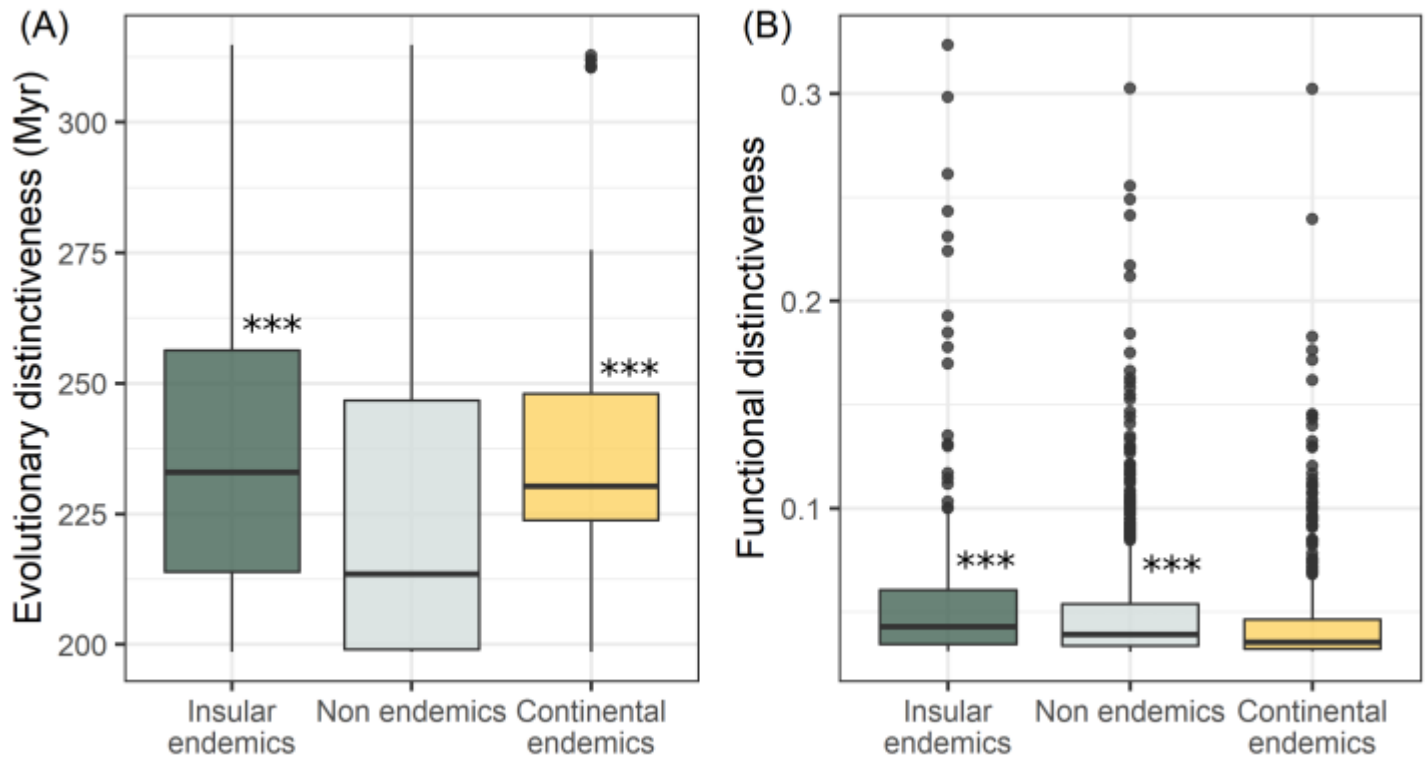 (A)
Evolutionary distinctiveness (Myr)
300
275
250
225
200
***
***
Insular
endemics
Non endemics
Continental
endemics
(B)
Functional distinctiveness
0.3
0.2
0.1
***
***
Insular
endemics
Non endemics
Continental
endemics